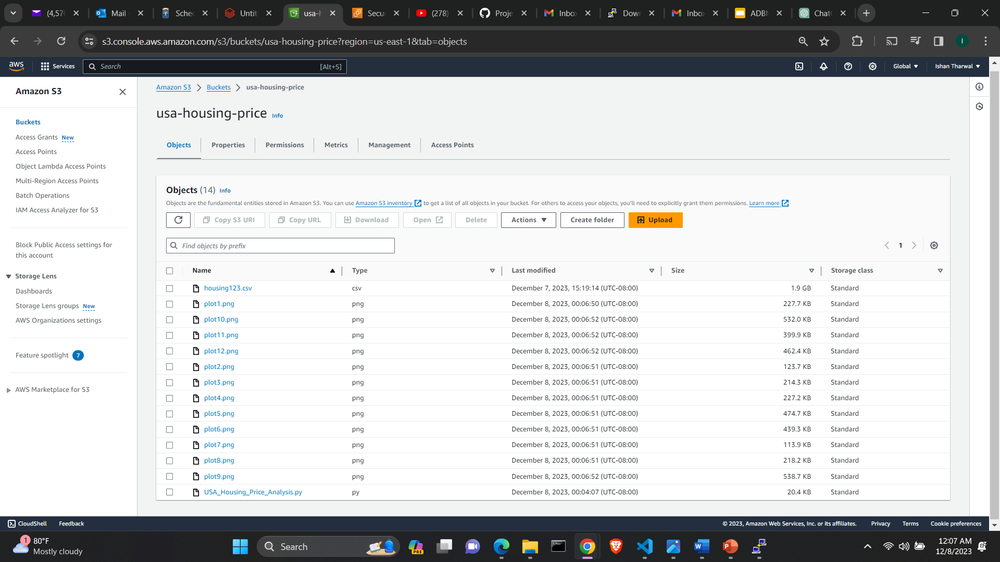 (4,57
Mail
Sche
Untit
usa-h
Secu
(278)
Proje
Inbo
Down
Inbo
ADBM
Chat
s3.console.aws.amazon.com/s3/buckets/usa-housing-price?region=us-east-1&tab=objects
I
aws
Services
Search
[Alt+S]
Global
Ishan Tharwal
Amazon S3
Buckets
Access Grants New
Access Points
Object Lambda Access Points
Multi-Region Access Points
Batch Operations
IAM Access Analyzer for S3
Block Public Access settings for
this account
Storage Lens
Dashboards
Storage Lens groups New
AWS Organizations settings
Feature spotlight 7
AWS Marketplace for S3
Amazon S3 > Buckets > usa-housing-price
usa-housing-price Info
Objects Properties Permissions Metrics Management Access Points
Objects (14) Info
Objects are the fundamental entities stored in Amazon S3. You can use Amazon S3 inventory to get a list of all objects in your bucket. For others to access your objects, you'll need to explicitly grant them permissions. Learn more
Copy S3 URI Copy URL Download Open Delete Actions Create folder Upload
Find objects by prefix
1
Name Type Last modified Size Storage class
housing123.csv csv December 7, 2023, 15:19:14 (UTC-08:00) 1.9 GB Standard
plot1.png png December 8, 2023, 00:06:50 (UTC-08:00) 227.7 KB Standard
plot10.png png December 8, 2023, 00:06:52 (UTC-08:00) 532.0 KB Standard
plot11.png png December 8, 2023, 00:06:52 (UTC-08:00) 399.9 KB Standard
plot12.png png December 8, 2023, 00:06:52 (UTC-08:00) 462.4 KB Standard
plot2.png png December 8, 2023, 00:06:51 (UTC-08:00) 123.7 KB Standard
plot3.png png December 8, 2023, 00:06:51 (UTC-08:00) 214.3 KB Standard
plot4.png png December 8, 2023, 00:06:51 (UTC-08:00) 227.2 KB Standard
plot5.png png December 8, 2023, 00:06:51 (UTC-08:00) 474.7 KB Standard
plot6.png png December 8, 2023, 00:06:51 (UTC-08:00) 439.3 KB Standard
plot7.png png December 8, 2023, 00:06:51 (UTC-08:00) 113.9 KB Standard
plot8.png png December 8, 2023, 00:06:51 (UTC-08:00) 218.2 KB Standard
plot9.png png December 8, 2023, 00:06:52 (UTC-08:00) 538.7 KB Standard
USA_Housing_Price_Analysis.py py December 8, 2023, 00:04:07 (UTC-08:00) 20.4 KB Standard
CloudShell Feedback
© 2023, Amazon Web Services, Inc. or its affiliates. Privacy Terms Cookie preferences
1
80°F
Mostly cloudy
Search
PRE
12:07 AM
12/8/2023